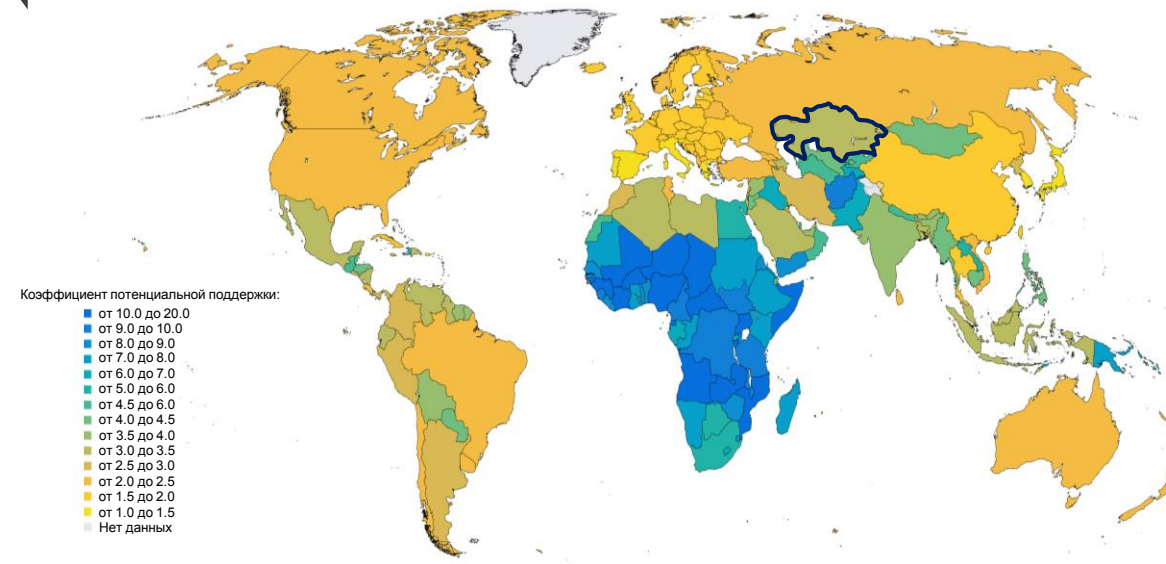 Коэффициент потенциальной поддержки:
от 10.0 до 20.0
от 9.0 до 10.0
от 8.0 до 9.0
от 7.0 до 8.0
от 6.0 до 7.0
от 5.0 до 6.0
от 4.5 до 6.0
от 4.0 до 4.5
от 3.5 до 4.0
от 3.0 до 3.5
от 2.5 до 3.0
от 2.0 до 2.5
от 1.5 до 2.0
от 1.0 до 1.5
Нет данных